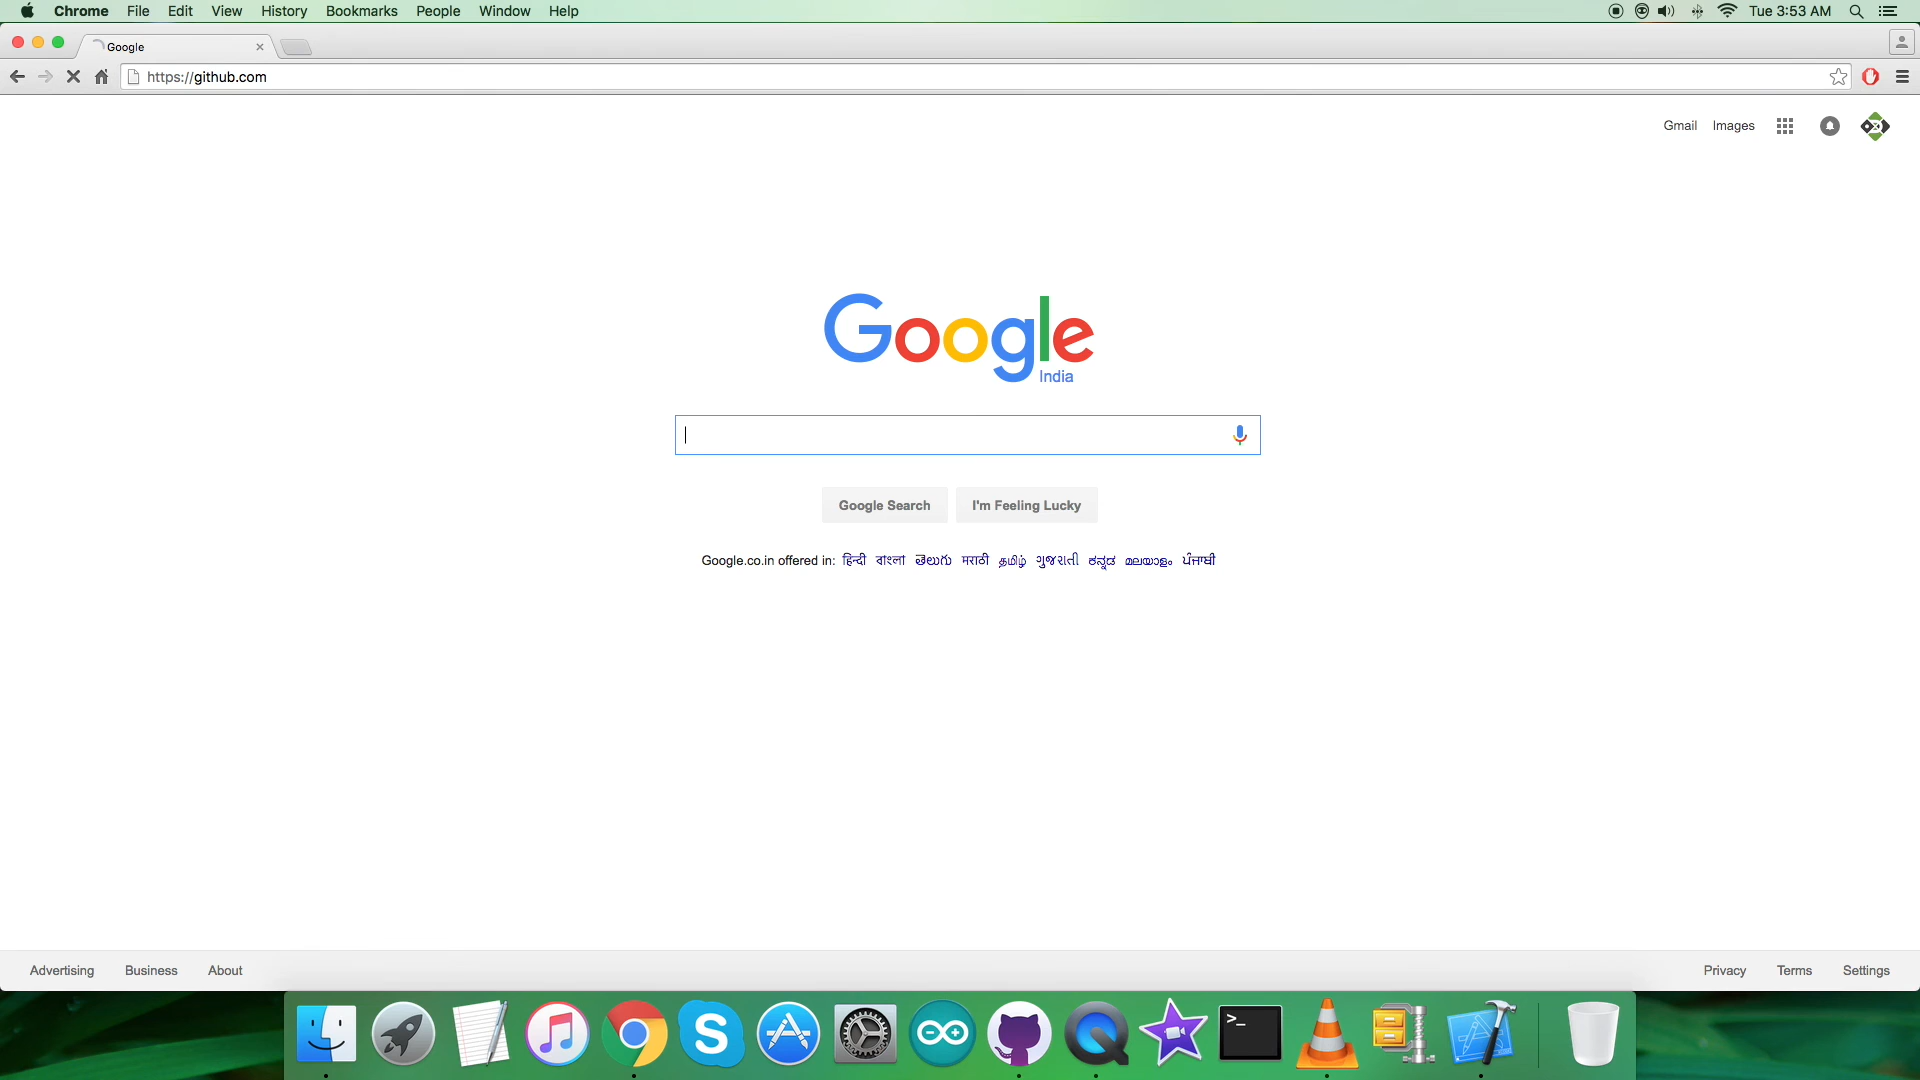 Chrome File Edit View History Bookmarks People Window Help Tue 3:53 AM
Google
https://github.com
Gmail Images
Google
India
Google Search I'm Feeling Lucky
Google.co.in offered in: हिन्दी বাংলা తెలుగు मराठी தமிழ் ગુજરાતી ಕನ್ನಡ മലയാളം ਪੰਜਾਬੀ
Advertising Business About Privacy Terms Settings